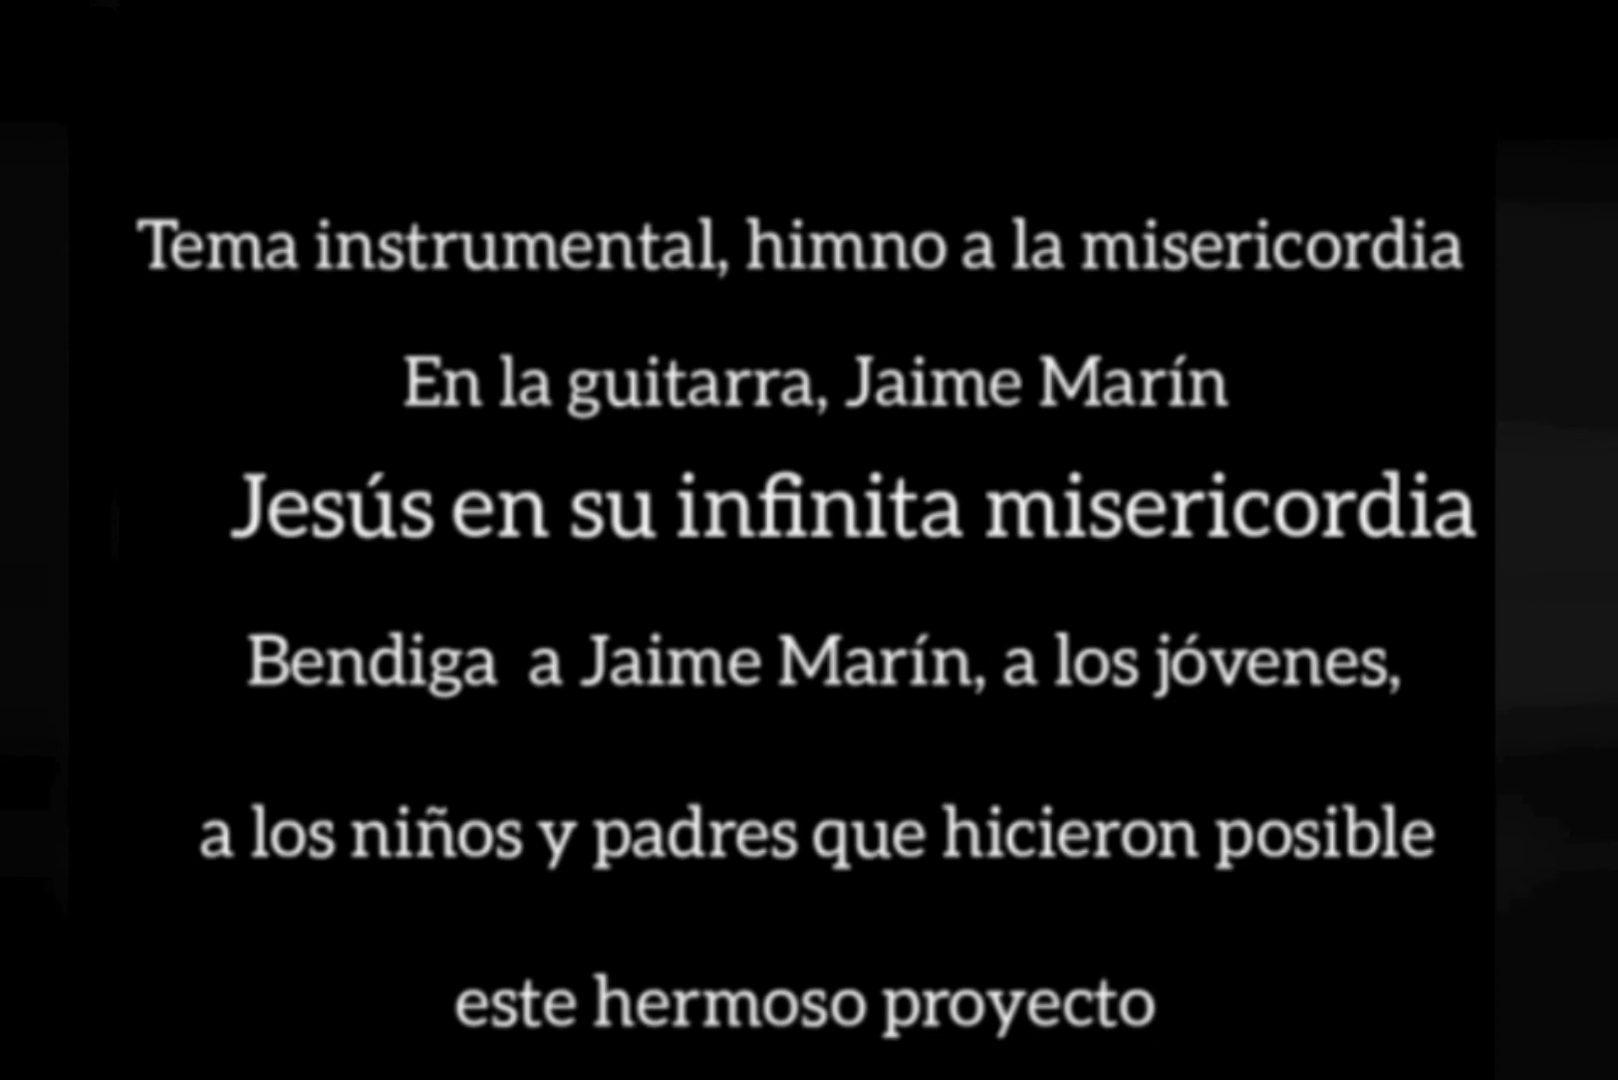 Tema instrumental, himno a la misericordia
En la guitarra, Jaime Marín
Jesús en su infinita misericordia
Bendiga a Jaime Marín, a los jóvenes,
a los niños y padres que hicieron posible
este hermoso proyecto